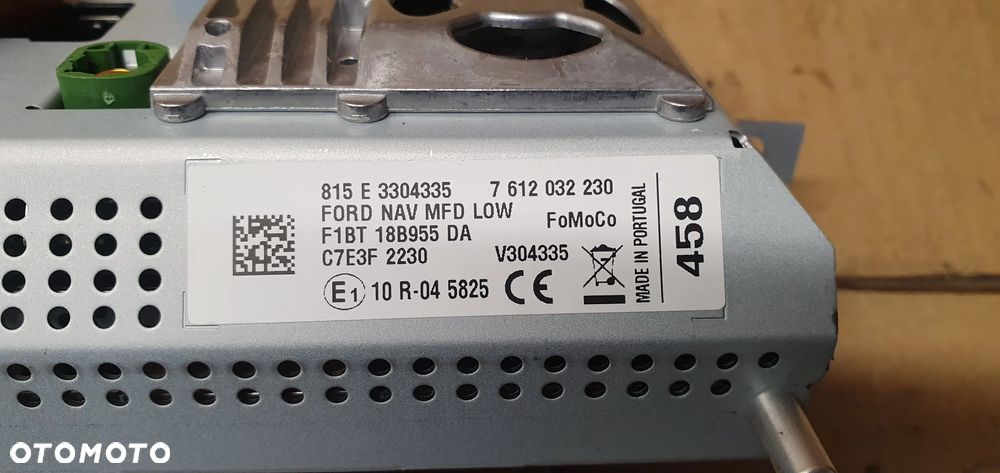 815 E 3304335 7 612 032 230
FORD NAV MFD LOW
FoMoCo
F1BT 18B955 DA
C7E3F 2230 V304335
E1 10 R-04 5825 CE
MADE IN PORTUGAL
458
OTOMOTO